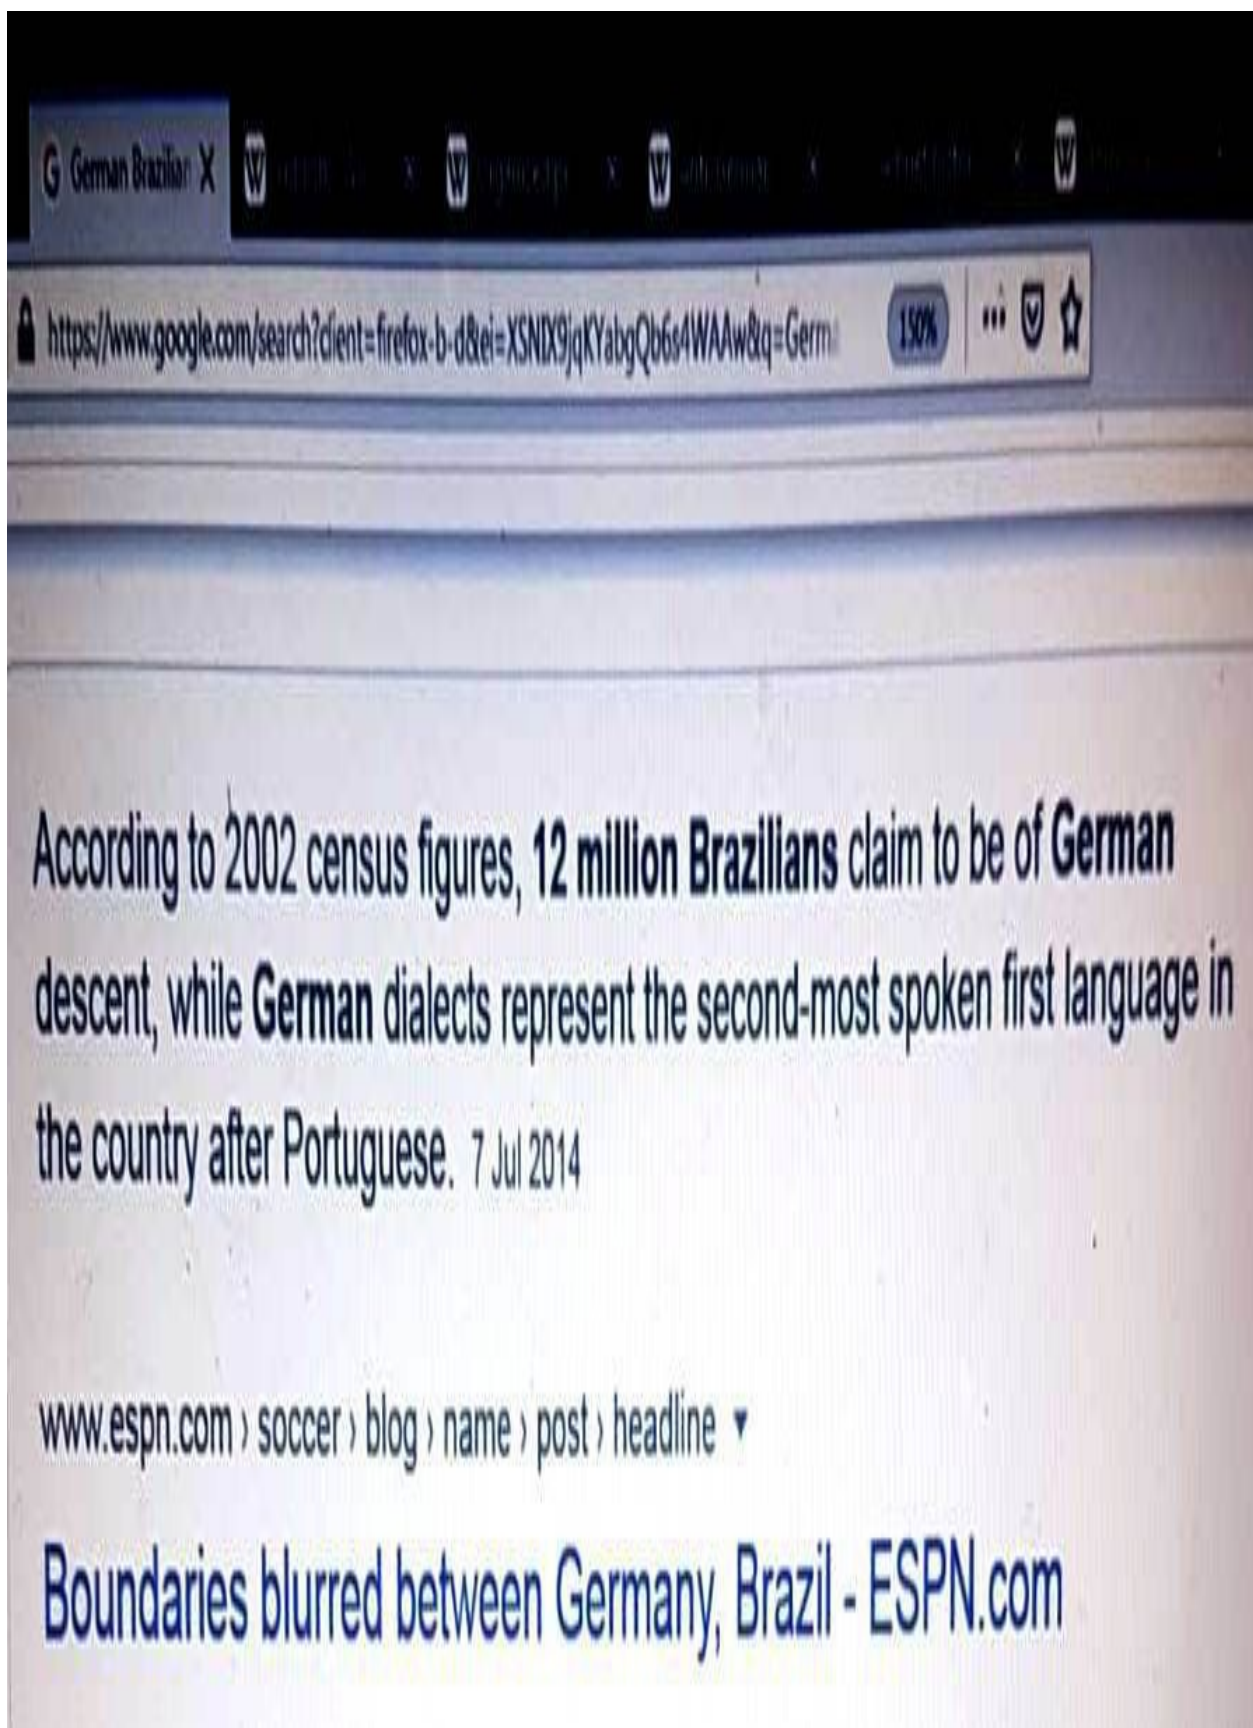 G German Brazilian X W W W W
https://www.google.com/search?client=firefox-b-d&ei=XSNDX9jqKYabgQb6s4WAAw&q=Germ 150% ...
According to 2002 census figures, 12 million Brazilians claim to be of German
descent, while German dialects represent the second-most spoken first language in
the country after Portuguese. 7 Jul 2014
www.espn.com › soccer › blog › name › post › headline ▾
Boundaries blurred between Germany, Brazil - ESPN.com